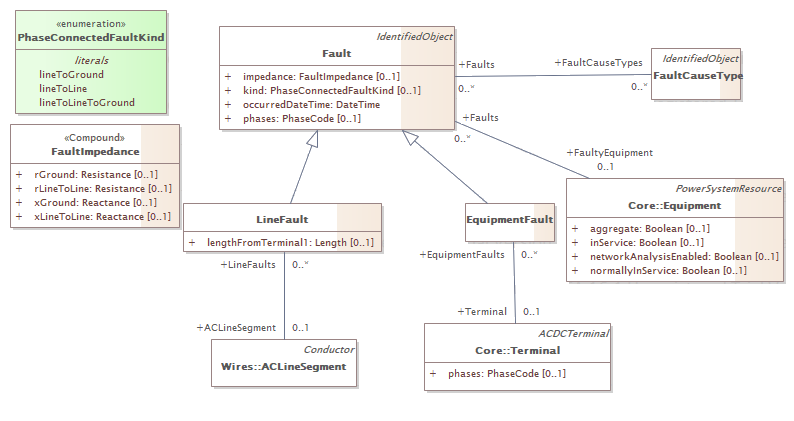 «enumeration»
PhaseConnectedFaultKind
literals
lineToGround
lineToLine
lineToLineToGround
«Compound»
FaultImpedance
+ rGround: Resistance [0..1]
+ rLineToLine: Resistance [0..1]
+ xGround: Reactance [0..1]
+ xLineToLine: Reactance [0..1]
IdentifiedObject
Fault
+ impedance: FaultImpedance [0..1]
+ kind: PhaseConnectedFaultKind [0..1]
+ occurredDateTime: DateTime
+ phases: PhaseCode [0..1]
+Faults
0..*
+FaultCauseTypes
0..*
IdentifiedObject
FaultCauseType
+Faults
0..*
+FaultyEquipment
0..1
PowerSystemResource
Core::Equipment
+ aggregate: Boolean [0..1]
+ inService: Boolean [0..1]
+ networkAnalysisEnabled: Boolean [0..1]
+ normallyInService: Boolean [0..1]
LineFault
+ lengthFromTerminal1: Length [0..1]
+LineFaults
0..*
+ACLineSegment
0..1
Conductor
Wires::ACLineSegment
EquipmentFault
+EquipmentFaults
0..*
+Terminal
0..1
ACDCTerminal
Core::Terminal
+ phases: PhaseCode [0..1]